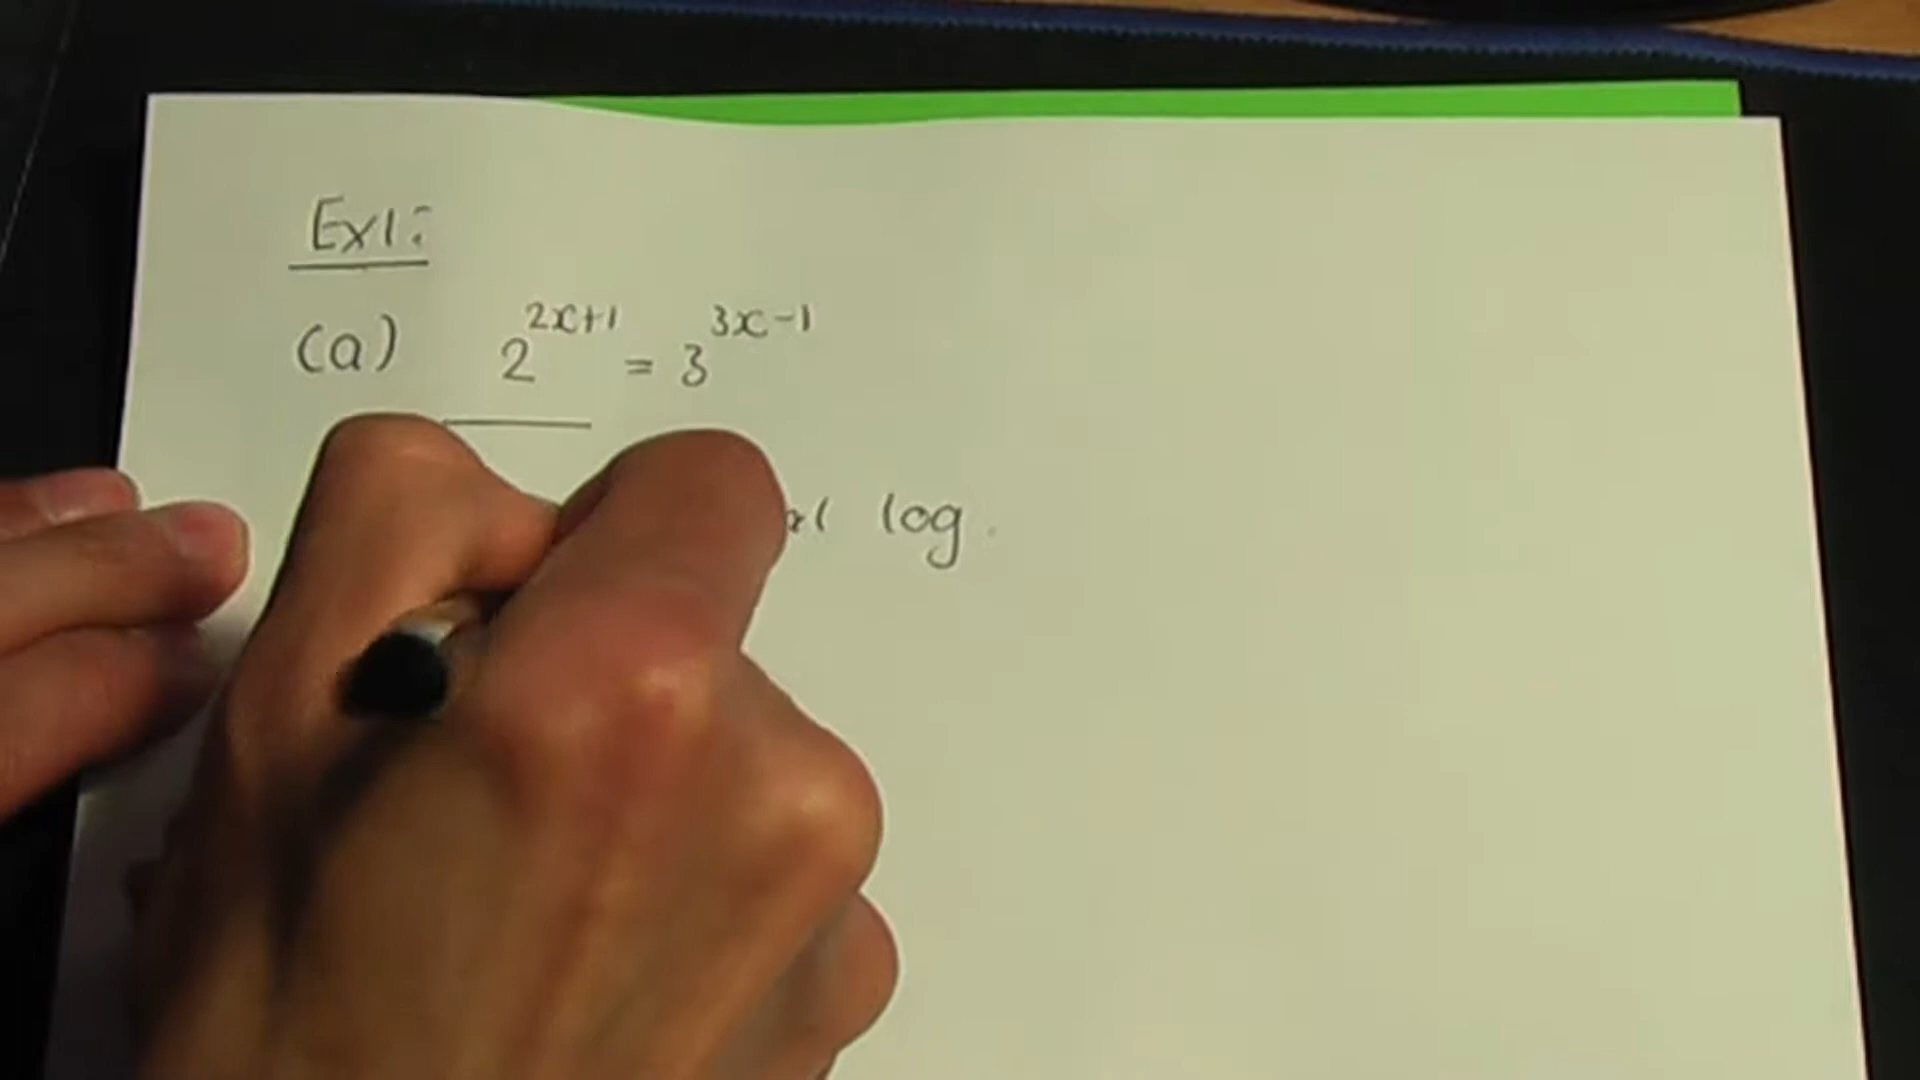 Ex1:
(a) 2^{2x+1} = 3^{3x-1}
log.